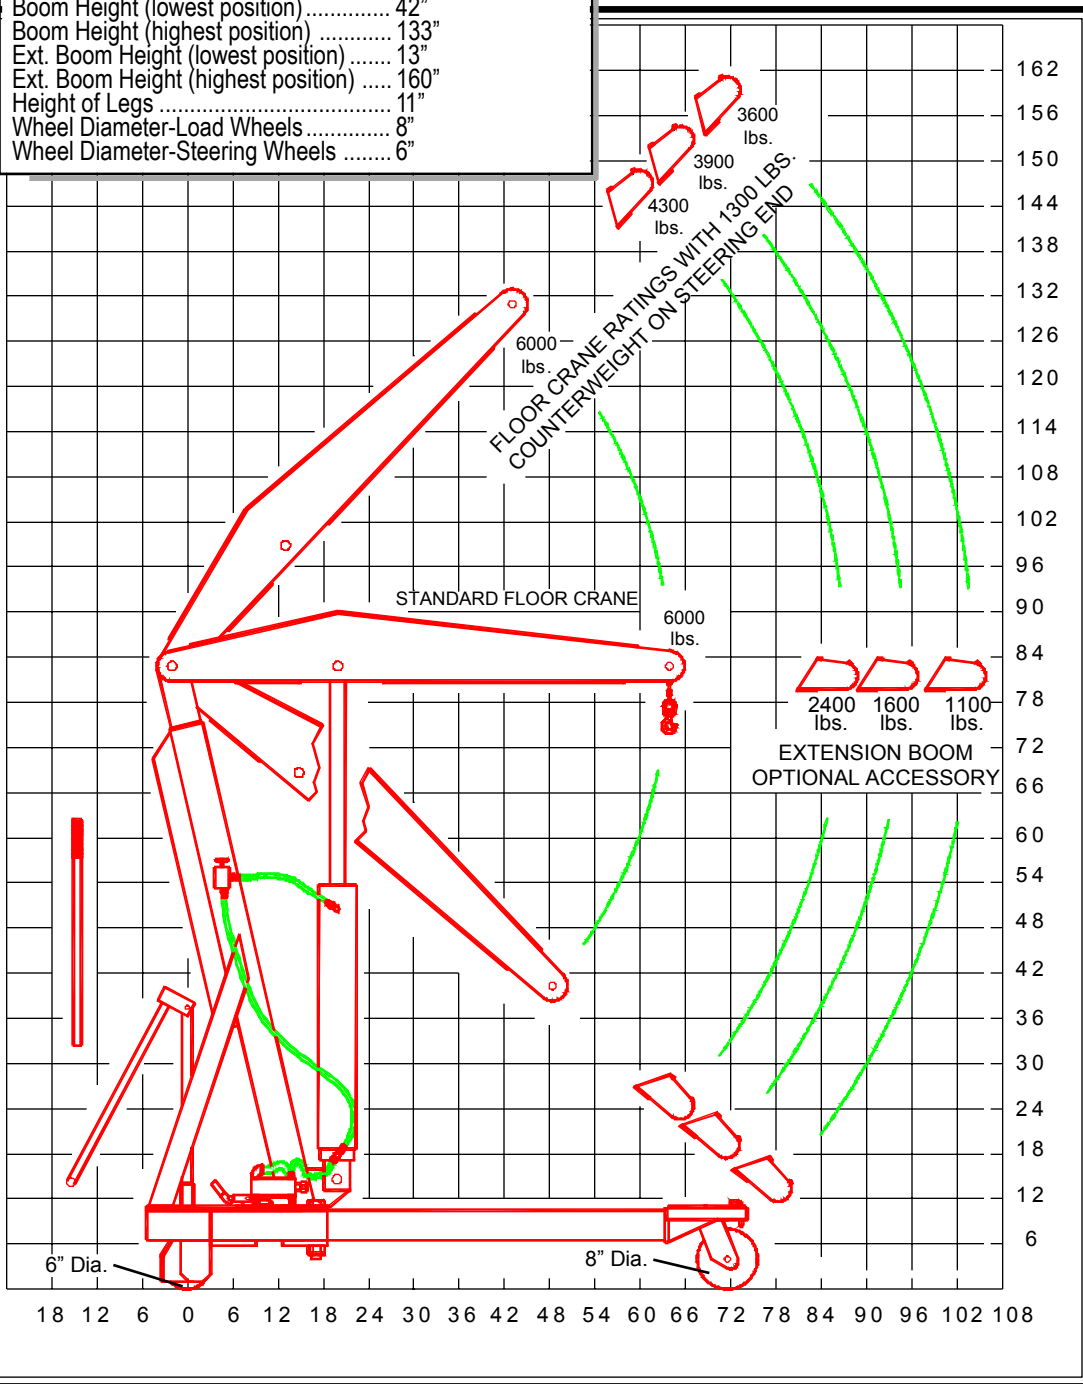 Boom Height (lowest position) .............. 42”
Boom Height (highest position) ............ 133”
Ext. Boom Height (lowest position) ....... 13”
Ext. Boom Height (highest position) ..... 160”
Height of Legs ...................................... 11”
Wheel Diameter-Load Wheels .............. 8”
Wheel Diameter-Steering Wheels ........ 6”
3600
lbs.
3900
lbs.
4300
lbs.
FLOOR CRANE RATINGS WITH 1300 LBS.
COUNTERWEIGHT ON STEERING END
6000
lbs.
STANDARD FLOOR CRANE
6000
lbs.
2400
lbs.
1600
lbs.
1100
lbs.
EXTENSION BOOM
OPTIONAL ACCESSORY
6” Dia.
8” Dia.
162
156
150
144
138
132
126
120
114
108
102
96
90
84
78
72
66
60
54
48
42
36
30
24
18
12
6
18 12 6 0 6 12 18 24 30 36 42 48 54 60 66 72 78 84 90 96 102 108